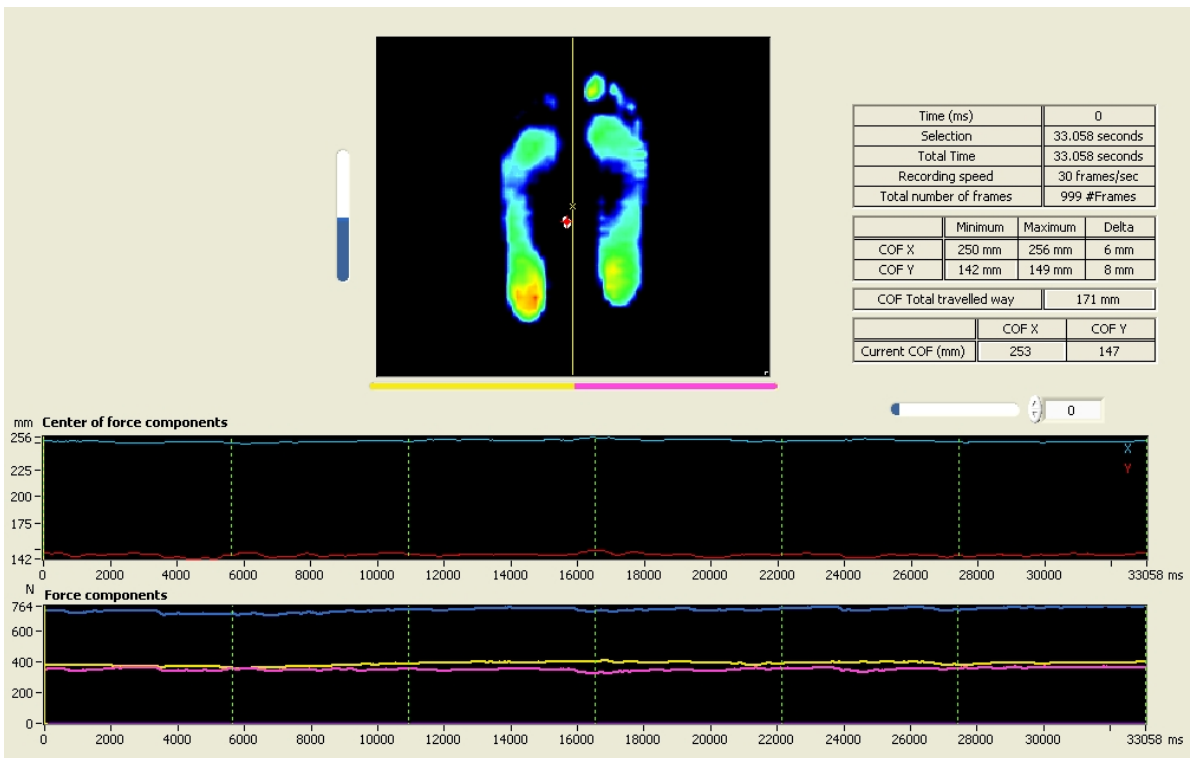 Time (ms) 0
Selection 33.058 seconds
Total Time 33.058 seconds
Recording speed 30 frames/sec
Total number of frames 999 #Frames
Minimum Maximum Delta
COF X 250 mm 256 mm 6 mm
COF Y 142 mm 149 mm 8 mm
COF Total travelled way 171 mm
COF X COF Y
Current COF (mm) 253 147
0
mm Center of force components
256
225
200
175
142
X
Y
0 2000 4000 6000 8000 10000 12000 14000 16000 18000 20000 22000 24000 26000 28000 30000 33058 ms
N Force components
764
600
400
200
0
0 2000 4000 6000 8000 10000 12000 14000 16000 18000 20000 22000 24000 26000 28000 30000 33058 ms